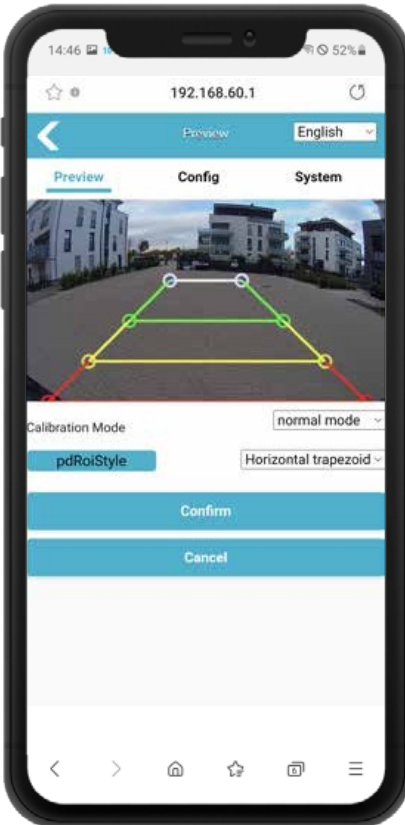 14:46 52%
192.168.60.1
Preview English
Preview Config System
Calibration Mode normal mode
pdRoiStyle Horizontal trapezoid
Confirm
Cancel
6